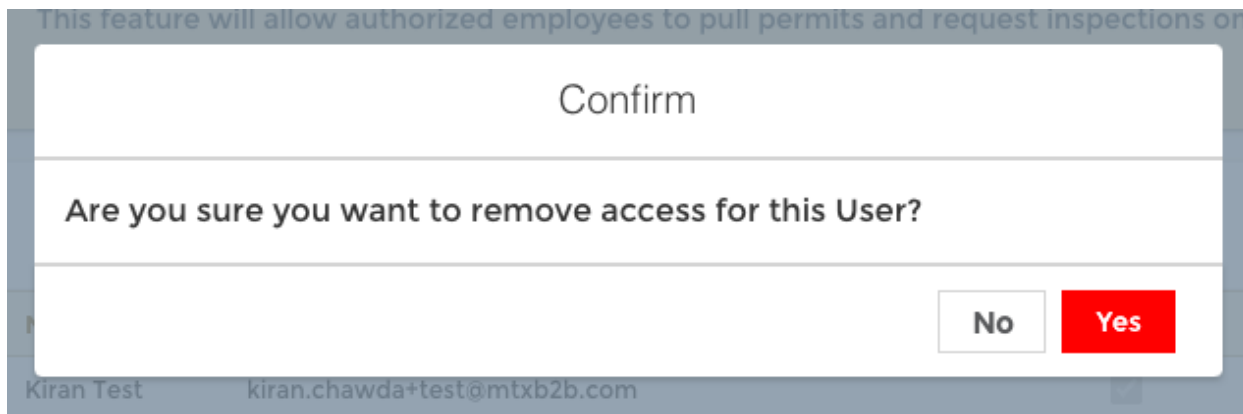 This feature will allow authorized employees to pull permits and request inspections on
Confirm
Are you sure you want to remove access for this User?
No Yes
Kiran Test kiran.chawda+test@mtxb2b.com